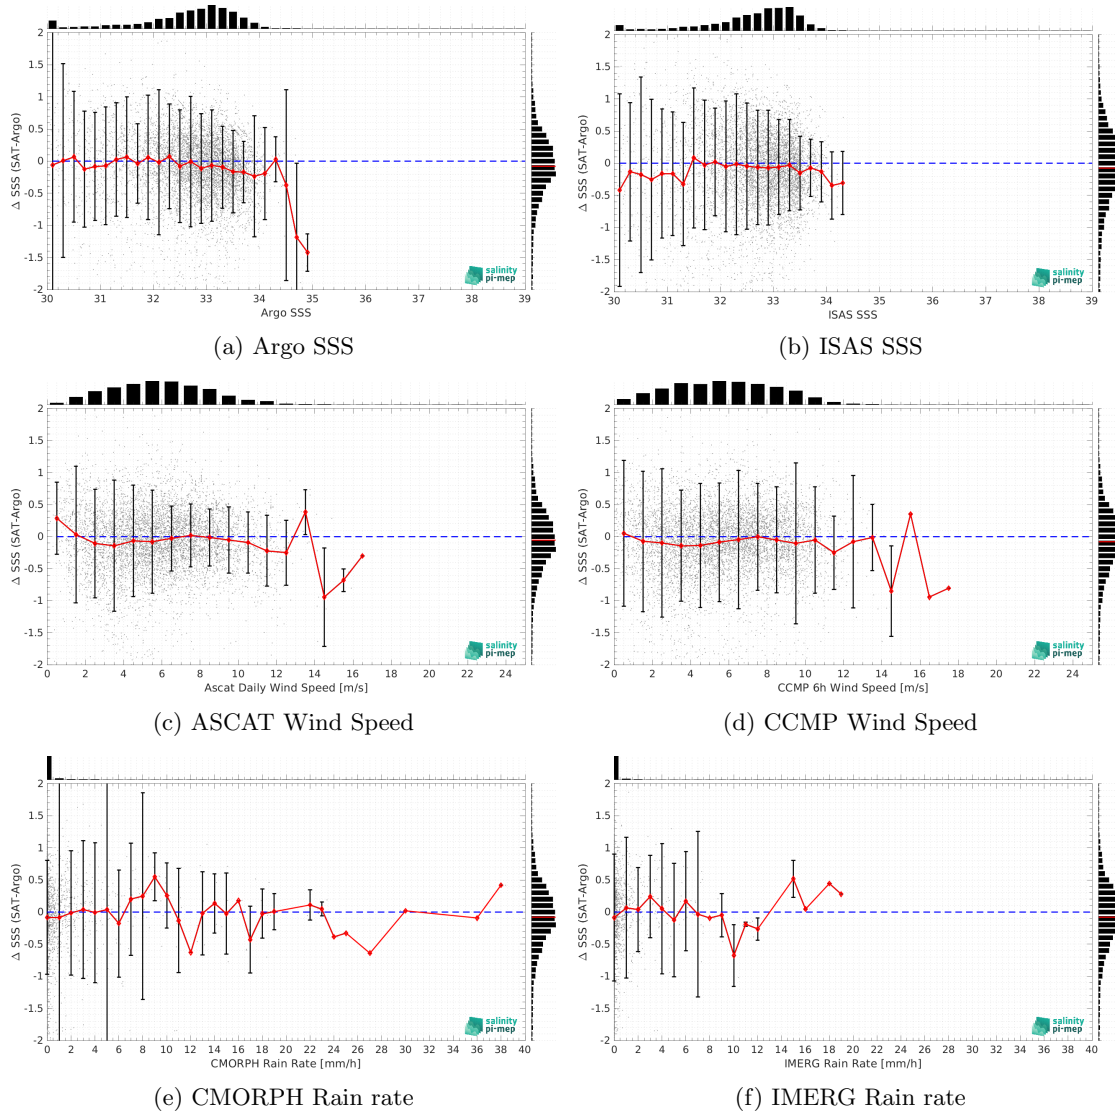 2
1.5
1
0.5
0
-0.5
-1
-1.5
-2
Δ SSS (SAT-Argo)
30 31 32 33 34 35 36 37 38 39
Argo SSS
salinity
pi-mep
(a) Argo SSS
2
1.5
1
0.5
0
-0.5
-1
-1.5
-2
Δ SSS (SAT-Argo)
30 31 32 33 34 35 36 37 38 39
ISAS SSS
salinity
pi-mep
(b) ISAS SSS
2
1.5
1
0.5
0
-0.5
-1
-1.5
-2
Δ SSS (SAT-Argo)
0 2 4 6 8 10 12 14 16 18 20 22 24
Ascat Daily Wind Speed [m/s]
salinity
pi-mep
(c) ASCAT Wind Speed
2
1.5
1
0.5
0
-0.5
-1
-1.5
-2
Δ SSS (SAT-Argo)
0 2 4 6 8 10 12 14 16 18 20 22 24
CCMP 6h Wind Speed [m/s]
salinity
pi-mep
(d) CCMP Wind Speed
2
1.5
1
0.5
0
-0.5
-1
-1.5
-2
Δ SSS (SAT-Argo)
0 2 4 6 8 10 12 14 16 18 20 22 24 26 28 30 32 34 36 38 40
CMORPH Rain Rate [mm/h]
salinity
pi-mep
(e) CMORPH Rain rate
2
1.5
1
0.5
0
-0.5
-1
-1.5
-2
Δ SSS (SAT-Argo)
0 2 4 6 8 10 12 14 16 18 20 22 24 26 28 30 32 34 36 38 40
IMERG Rain Rate [mm/h]
salinity
pi-mep
(f) IMERG Rain rate